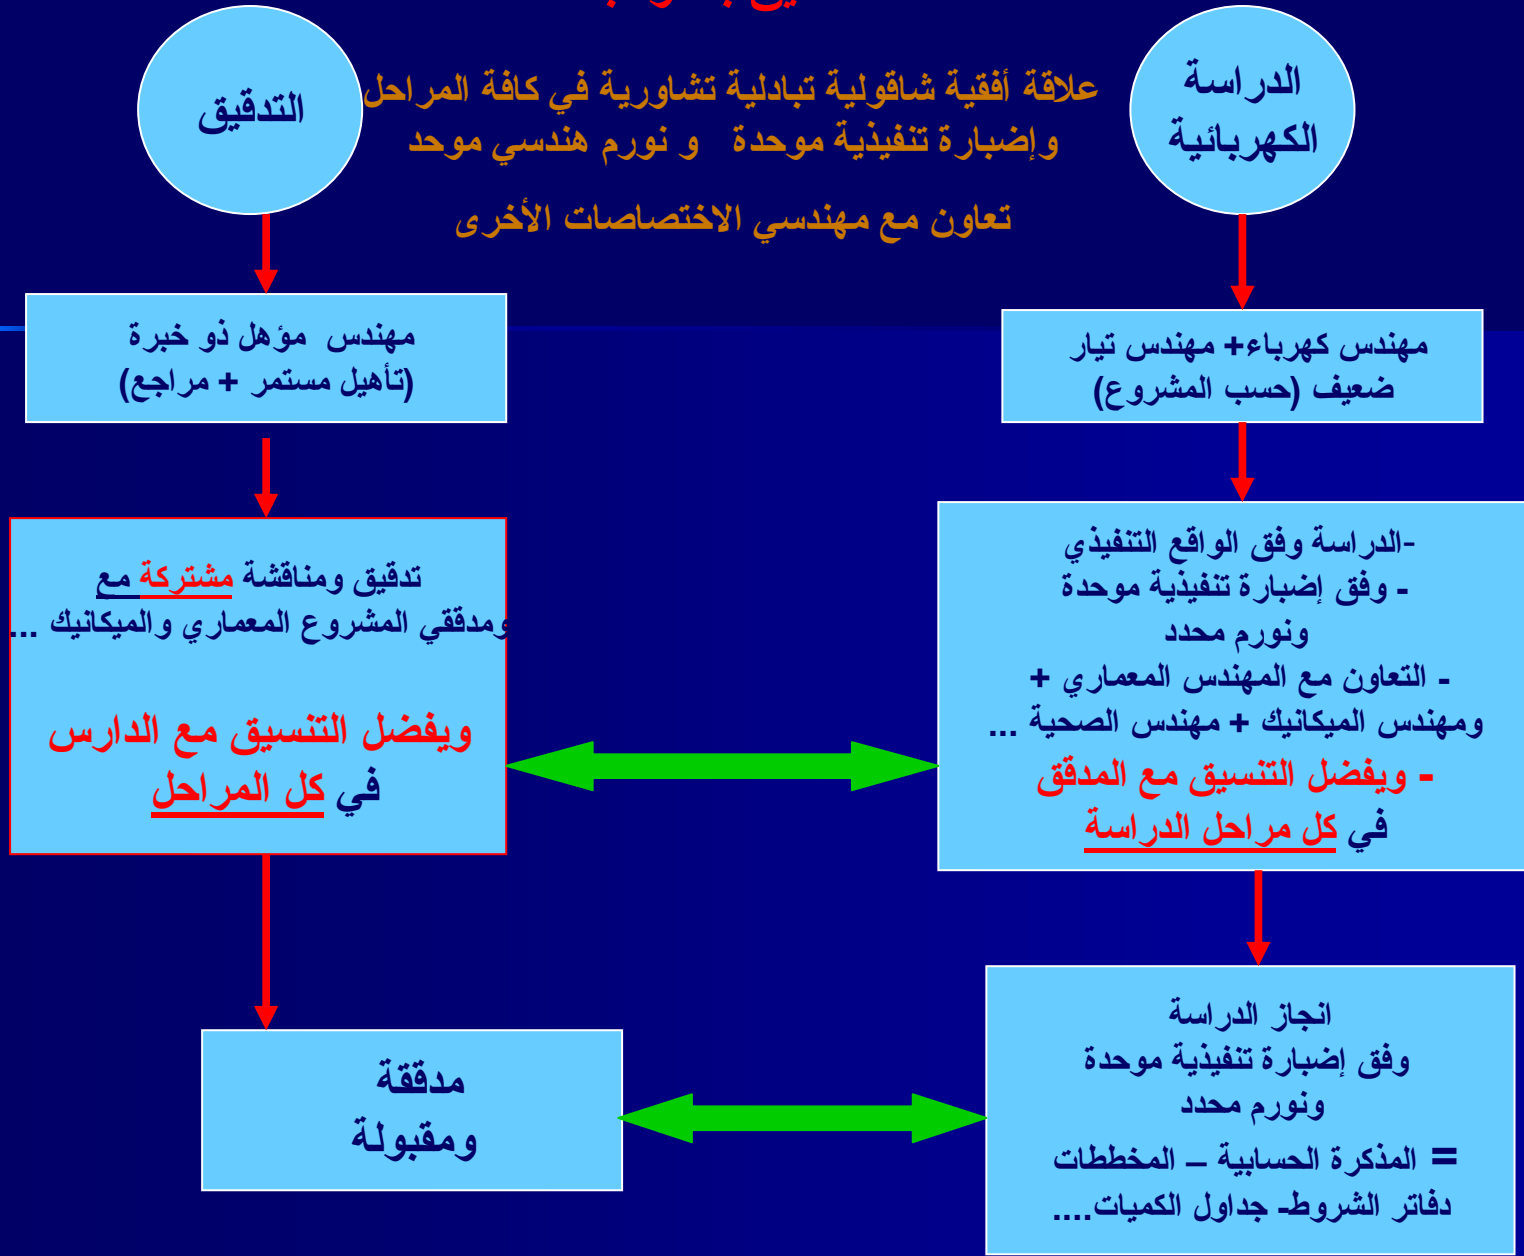 الدراسة
الكهربائية
علاقة أفقية شاقولية تبادلية تشاورية في كافة المراحل
وإضبارة تنفيذية موحدة و نورم هندسي موحد
تعاون مع مهندسي الاختصاصات الأخرى
التدقيق
مهندس كهرباء+ مهندس تيار
ضعيف (حسب المشروع)
مهندس مؤهل ذو خبرة
(تأهيل مستمر + مراجع)
-الدراسة وفق الواقع التنفيذي
- وفق إضبارة تنفيذية موحدة
ونورم محدد
- التعاون مع المهندس المعماري +
ومهندس الميكانيك + مهندس الصحية ...
- ويفضل التنسيق مع المدقق
في كل مراحل الدراسة
تدقيق ومناقشة مشتركة مع
ومدققي المشروع المعماري والميكانيك ...
ويفضل التنسيق مع الدارس
في كل المراحل
انجاز الدراسة
وفق إضبارة تنفيذية موحدة
ونورم محدد
= المذكرة الحسابية – المخططات
دفاتر الشروط- جداول الكميات....
مدققة
ومقبولة